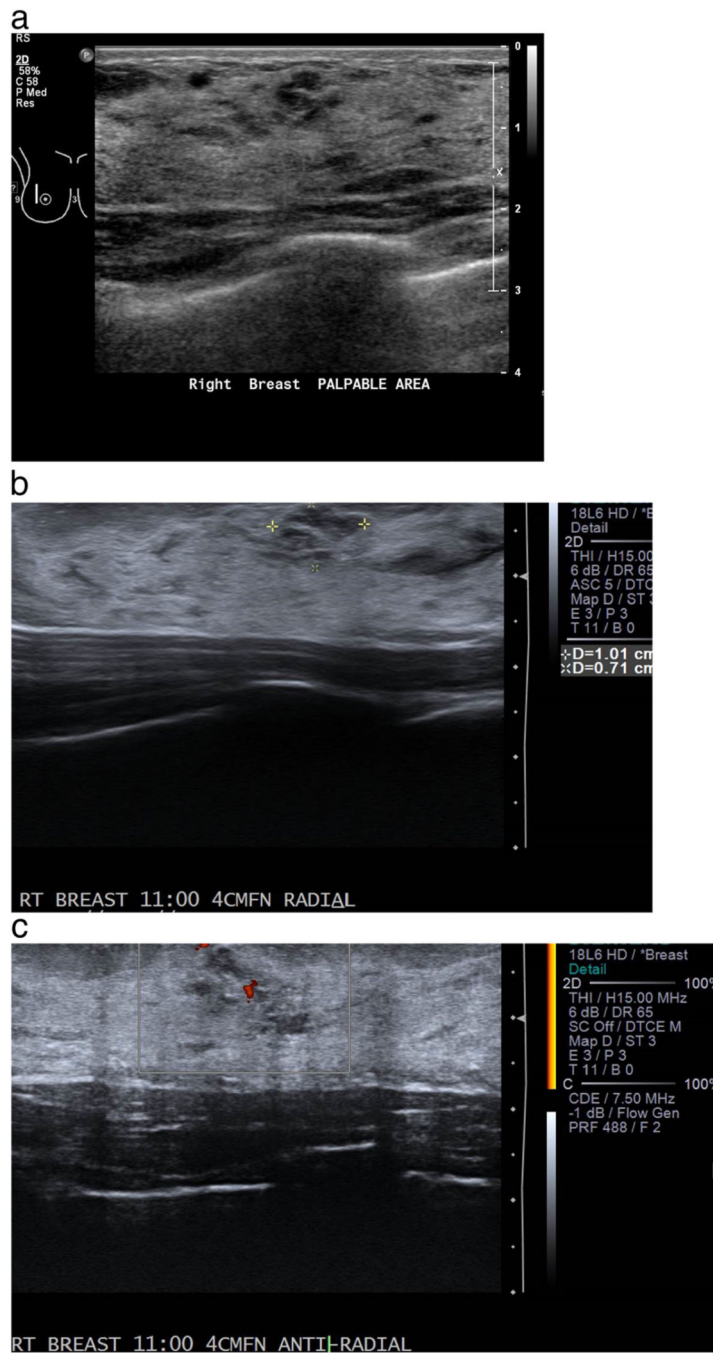 a
RS
2D
58%
C 58
P Med
Res
P
0
1
X
2
3
4
9
3
Right Breast PALPABLE AREA
b
18L6 HD / *B
Detail
2D
THI / H15.00
6 dB / DR 65
ASC 5 / DTC
Map D / ST
E 3 / P 3
T 11 / B 0
D=1.01 cm
D=0.71 cm
RT BREAST 11:00 4CMFN RADIAL
c
18L6 HD / *Breast
Detail
2D 100%
THI / H15.00 MHz
6 dB / DR 65
SC Off / DTCE M
Map D / ST 3
E 3 / P 3
T 11 / B 0
C 100%
CDE / 7.50 MHz
-1 dB / Flow Gen
PRF 488 / F 2
RT BREAST 11:00 4CMFN ANTI-RADIAL